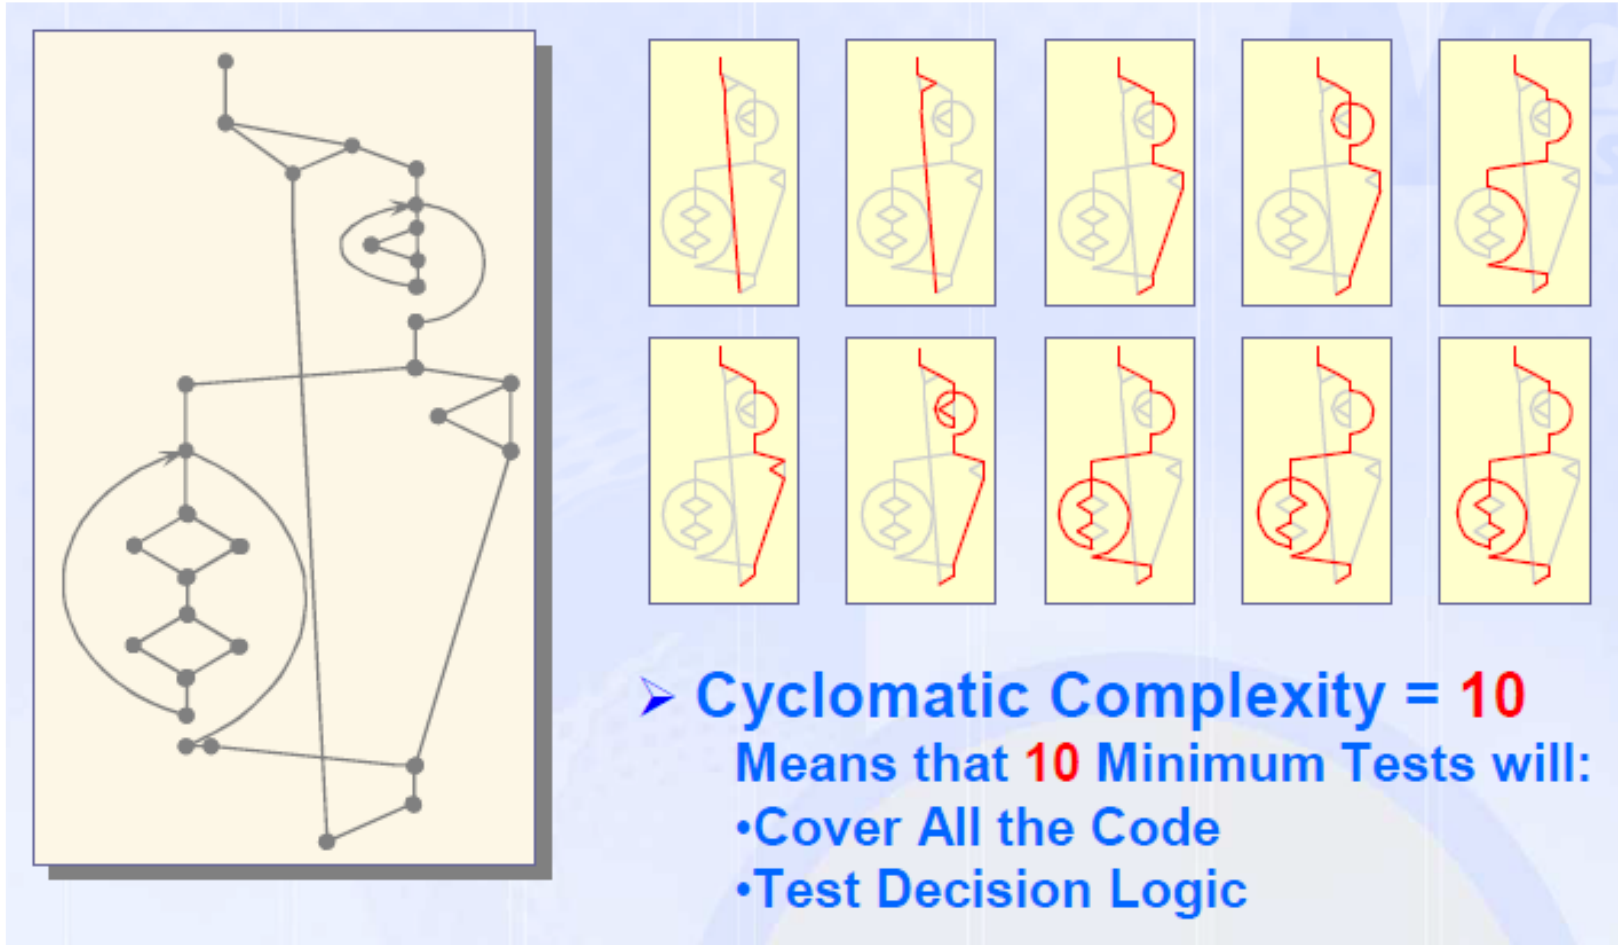 ➢ Cyclomatic Complexity = 10
Means that 10 Minimum Tests will:
•Cover All the Code
•Test Decision Logic